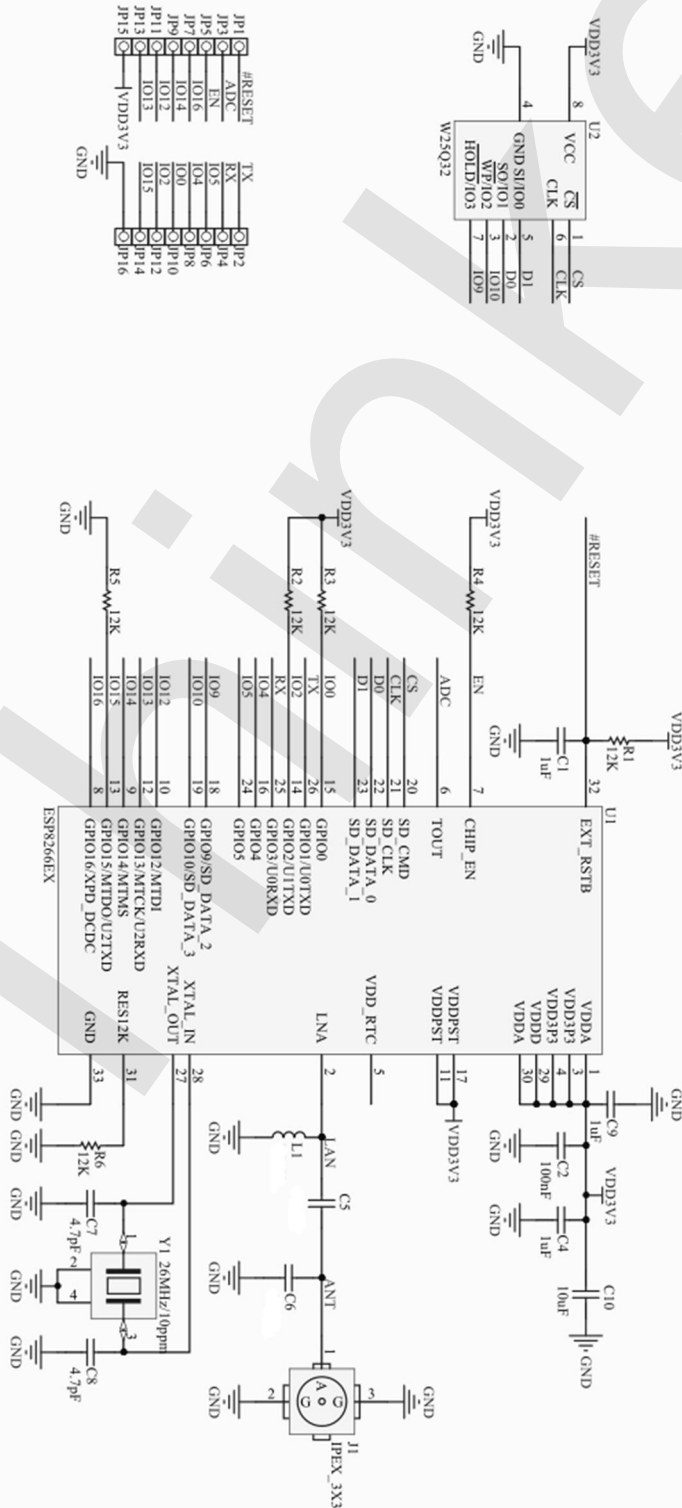 VDD3V3
GND
8
4
U2
VCC
GND
CS
CLK
SI/IO0
SO/IO1
WP/IO2
HOLD/IO3
W25Q32
1
6
5
2
3
7
CS
CLK
D1
D0
IO10
IO9
JP1
JP3
JP5
JP7
JP9
JP11
JP13
JP15
#RESET
ADC
EN
IO16
IO14
IO12
IO13
VDD3V3
TX
RX
IO5
IO4
IO0
IO2
IO15
GND
JP2
JP4
JP6
JP8
JP10
JP12
JP14
JP16
#RESET
VDD3V3
R1
12K
C1
1uF
GND
VDD3V3
R4
12K
EN
ADC
CS
CLK
D0
D1
VDD3V3
R3
12K
R2
12K
IO0
TX
IO2
RX
IO4
IO5
IO9
IO10
IO12
IO13
IO14
IO15
IO16
R5
12K
GND
32
7
6
20
21
22
23
15
26
14
25
16
24
18
19
10
12
9
13
8
U1
EXT_RSTB
CHIP_EN
TOUT
SD_CMD
SD_CLK
SD_DATA_0
SD_DATA_1
GPIO0
GPIO1/U0TXD
GPIO2/U1TXD
GPIO3/U0RXD
GPIO4
GPIO5
GPIO9/SD_DATA_2
GPIO10/SD_DATA_3
GPIO12/MTDI
GPIO13/MTCK/U2RXD
GPIO14/MTMS
GPIO15/MTDO/U2TXD
GPIO16/XPD_DCDC
ESP8266EX
VDDA
VDD3P3
VDD3P3
VDDD
VDDA
VDDPST
VDDPST
VDD_RTC
LNA
XTAL_IN
XTAL_OUT
RES12K
GND
1
3
4
29
30
17
11
5
2
28
27
31
33
GND
C9
1uF
C2
100nF
GND
VDD3V3
C4
1uF
GND
C10
10uF
GND
VDD3V3
LAN
L1
GND
C5
C6
GND
ANT
1
A
G
G
2
3
GND
GND
J1
IPEX_3X3
GND
R6
12K
GND
C7
4.7pF
GND
Y1
26MHz/10ppm
1
2
4
3
GND
C8
4.7pF
GND